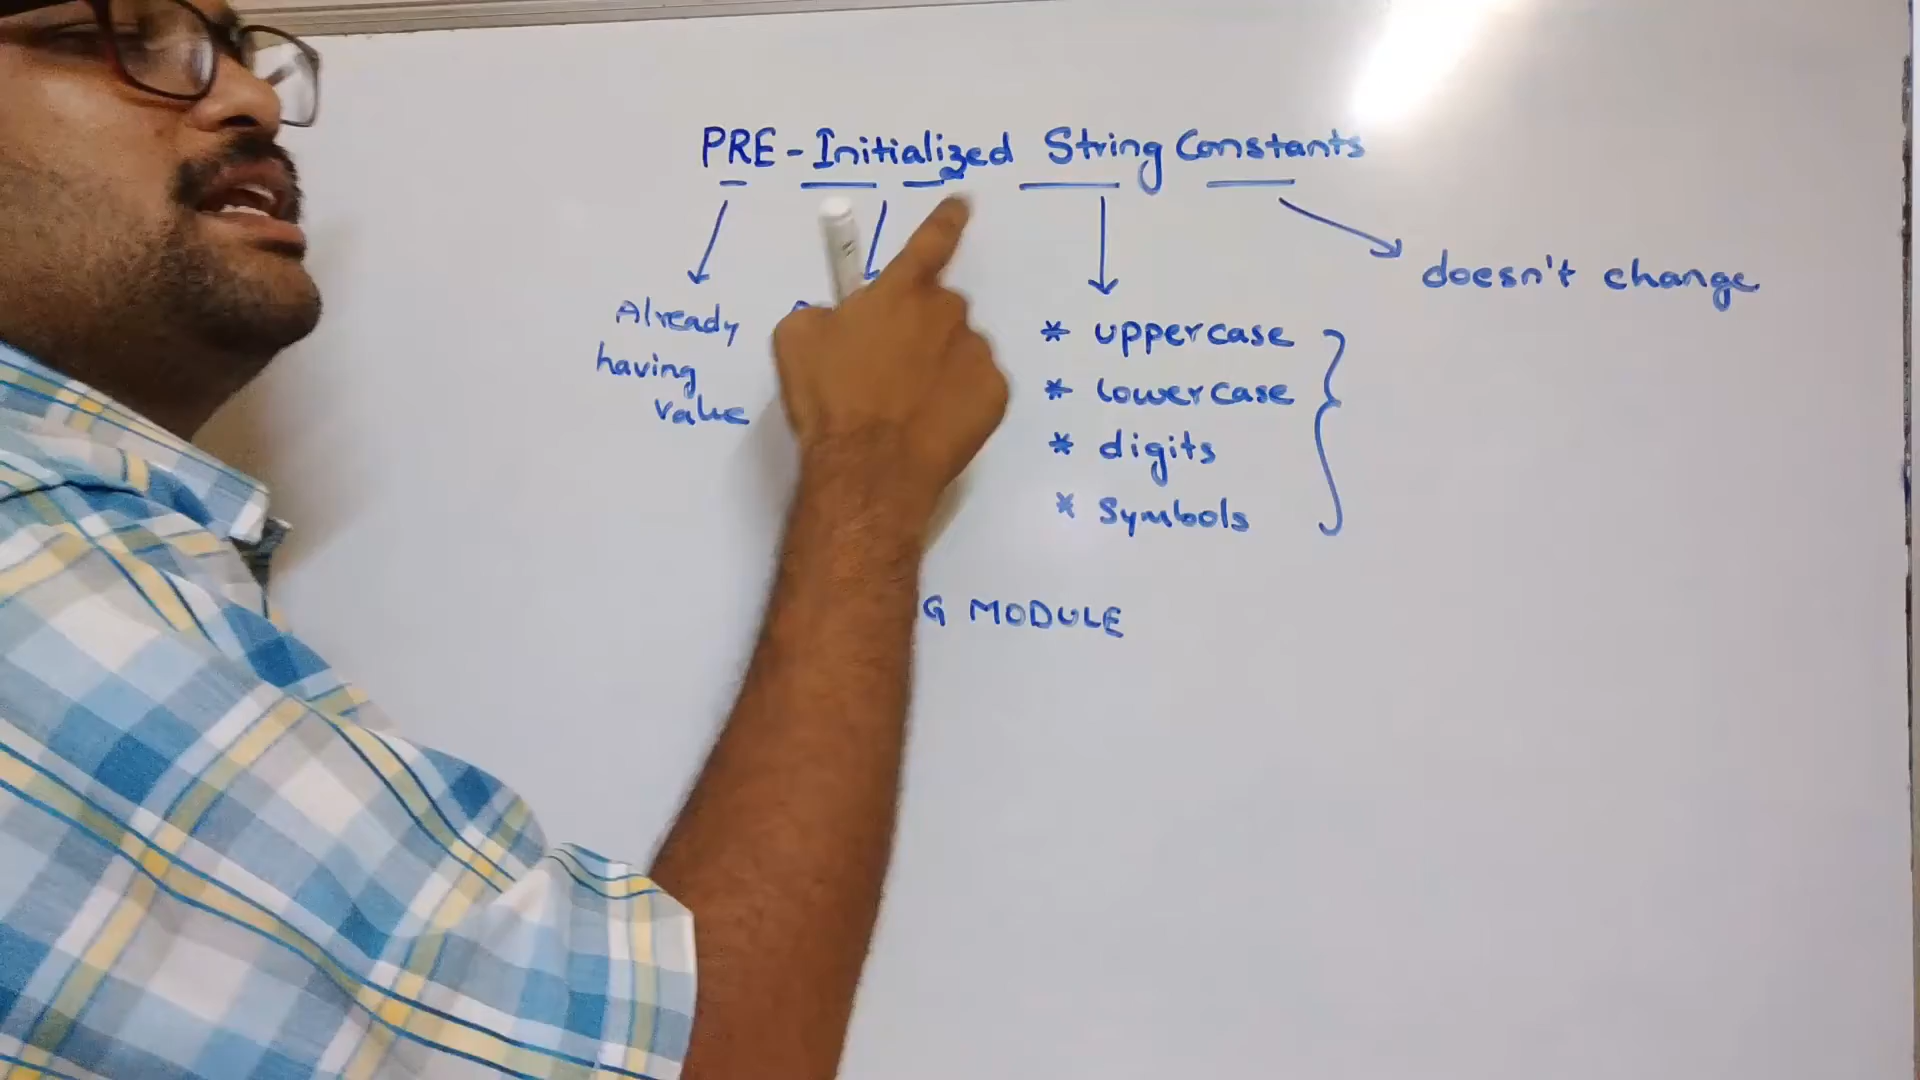 PRE-Initialized String Constants
doesn't change
Already
having
value
* uppercase
* lowercase
* digits
* Symbols
G MODULE